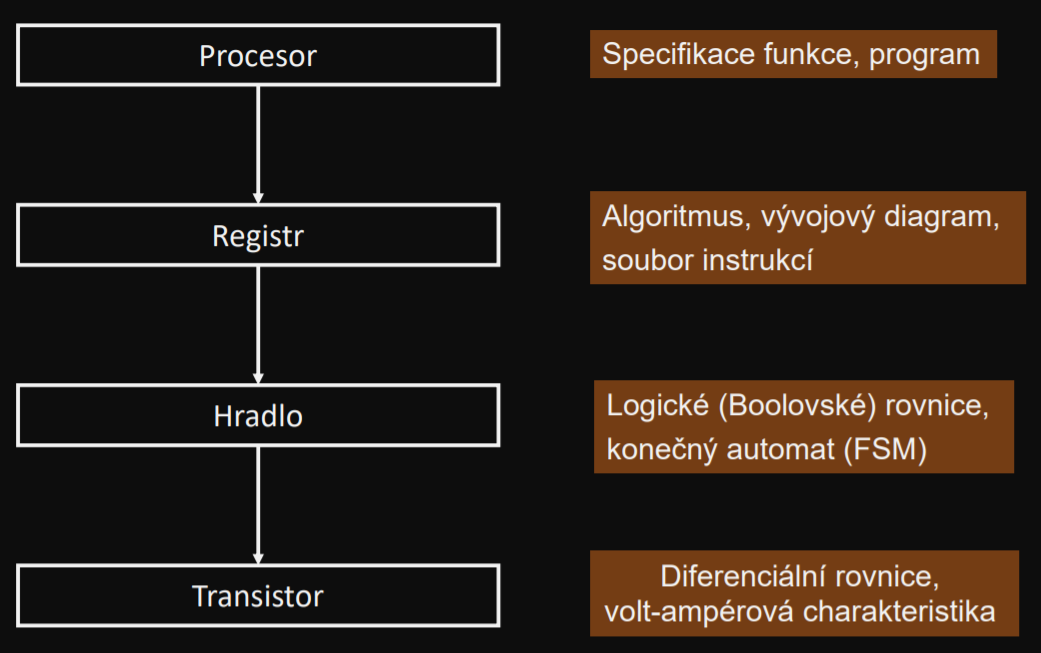 Procesor
Specifikace funkce, program
Registr
Algoritmus, vývojový diagram,
soubor instrukcí
Hradlo
Logické (Boolovské) rovnice,
konečný automat (FSM)
Transistor
Diferenciální rovnice,
volt-ampérová charakteristika